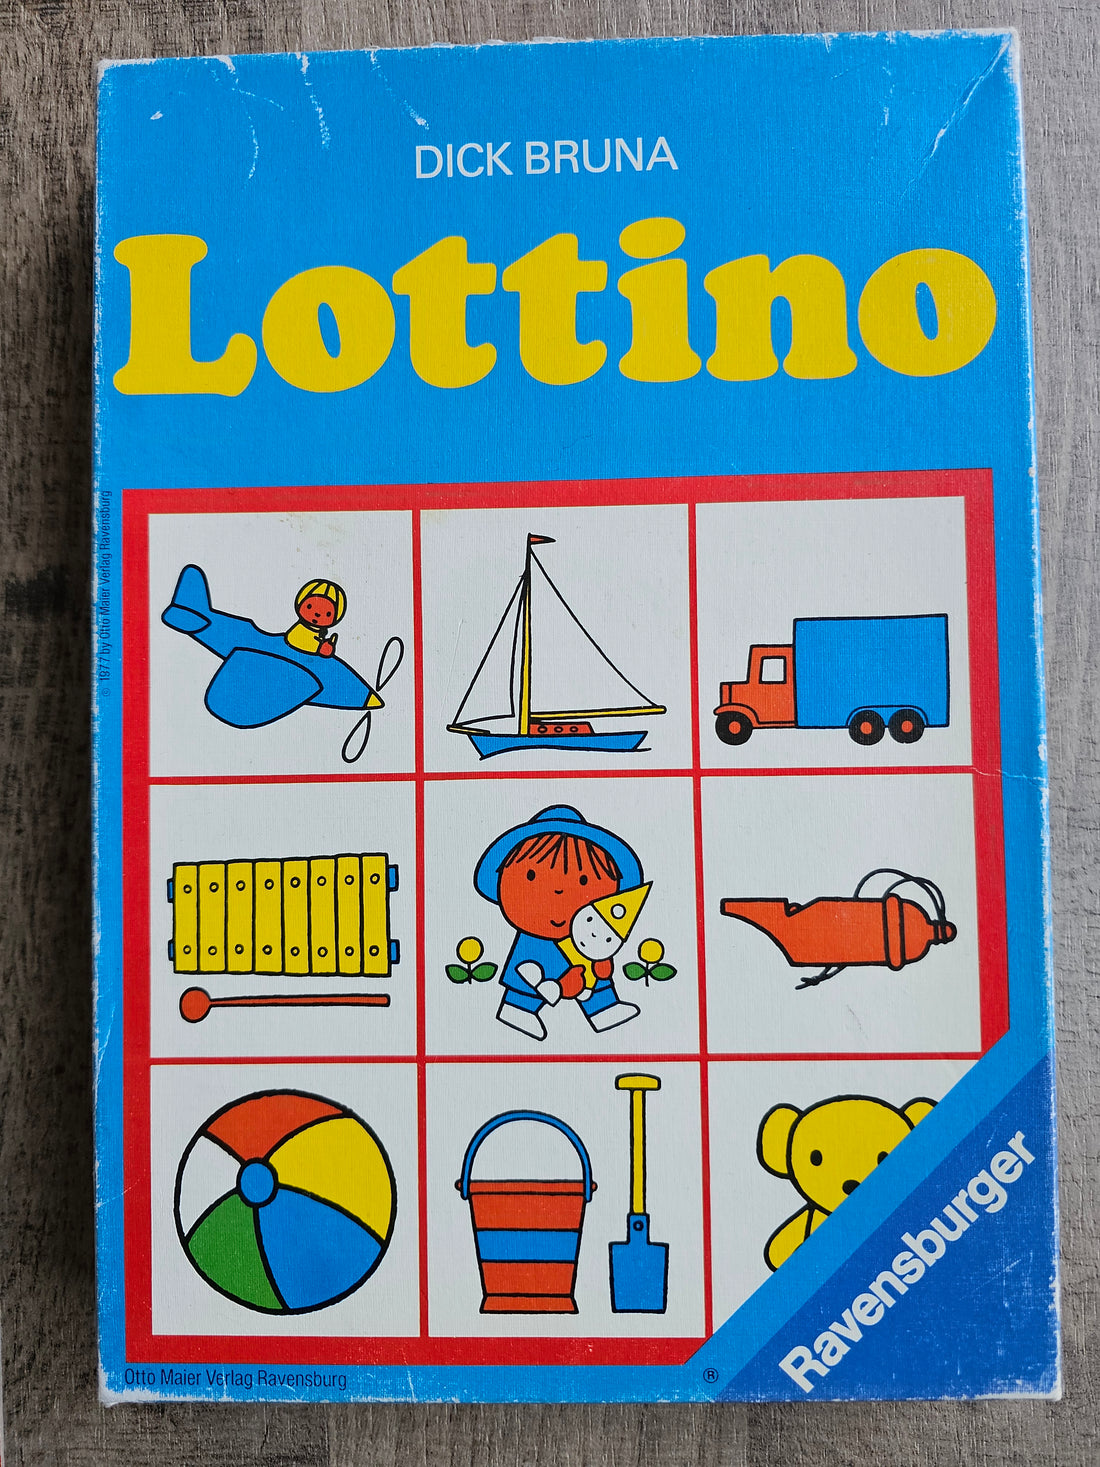 DICK BRUNA
Lottino
© 1977 by Otto Maier Verlag Ravensburg
Ravensburger
Otto Maier Verlag Ravensburg
®